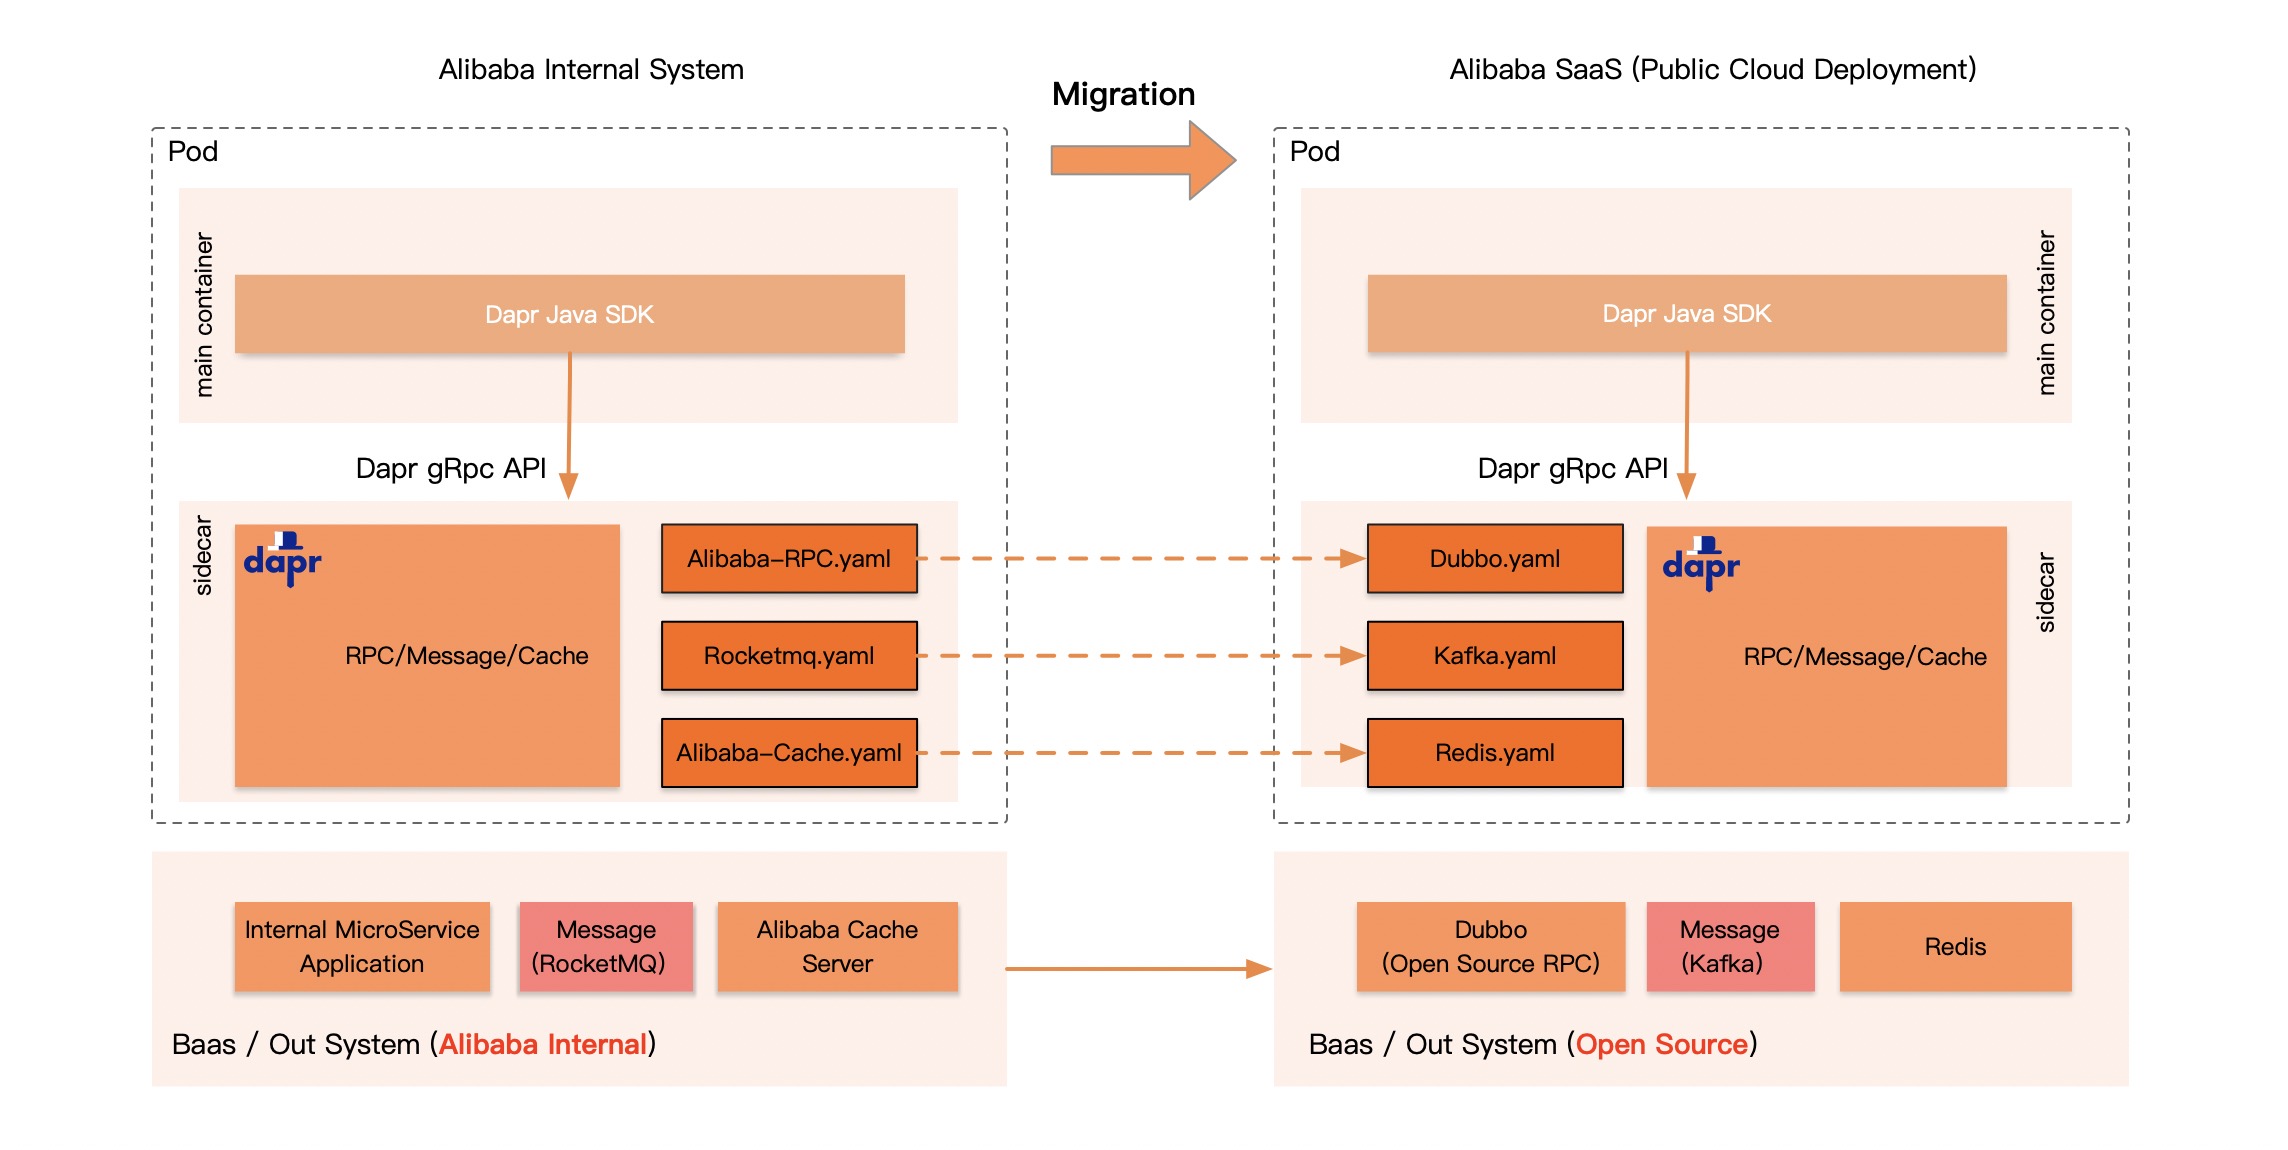 Alibaba Internal System
Migration
Alibaba SaaS (Public Cloud Deployment)
Pod
main container
Dapr Java SDK
Dapr gRpc API
sidecar
dapr
RPC/Message/Cache
Alibaba-RPC.yaml
Rocketmq.yaml
Alibaba-Cache.yaml
Pod
main container
Dapr Java SDK
Dapr gRpc API
Dubbo.yaml
Kafka.yaml
Redis.yaml
dapr
RPC/Message/Cache
sidecar
Internal MicroService
Application
Message
(RocketMQ)
Alibaba Cache
Server
Baas / Out System (Alibaba Internal)
Dubbo
(Open Source RPC)
Message
(Kafka)
Redis
Baas / Out System (Open Source)